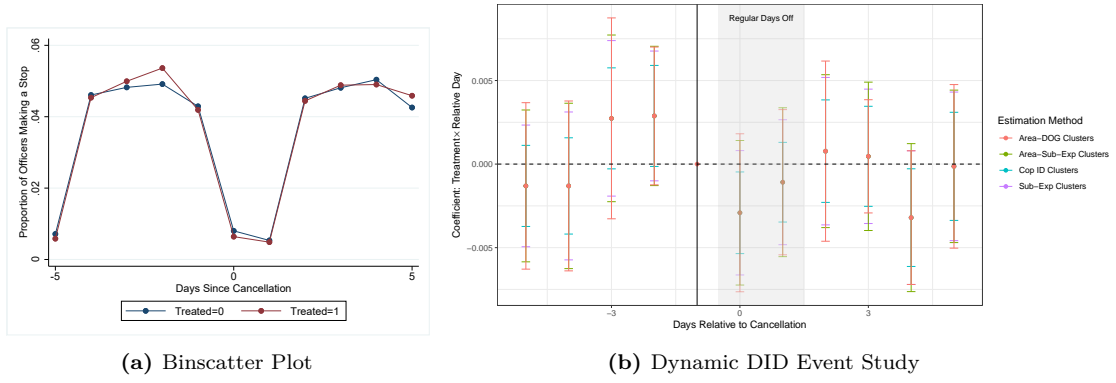 .06
.04
.02
0
Proportion of Officers Making a Stop
-5
0
5
Days Since Cancellation
Treated=0
Treated=1
(a) Binscatter Plot
Regular Days Off
0.005
0.000
-0.005
Coefficient: Treatment× Relative Day
-3
0
3
Days Relative to Cancellation
Estimation Method
Area-DOG Clusters
Area-Sub-Exp Clusters
Cop ID Clusters
Sub-Exp Clusters
(b) Dynamic DID Event Study